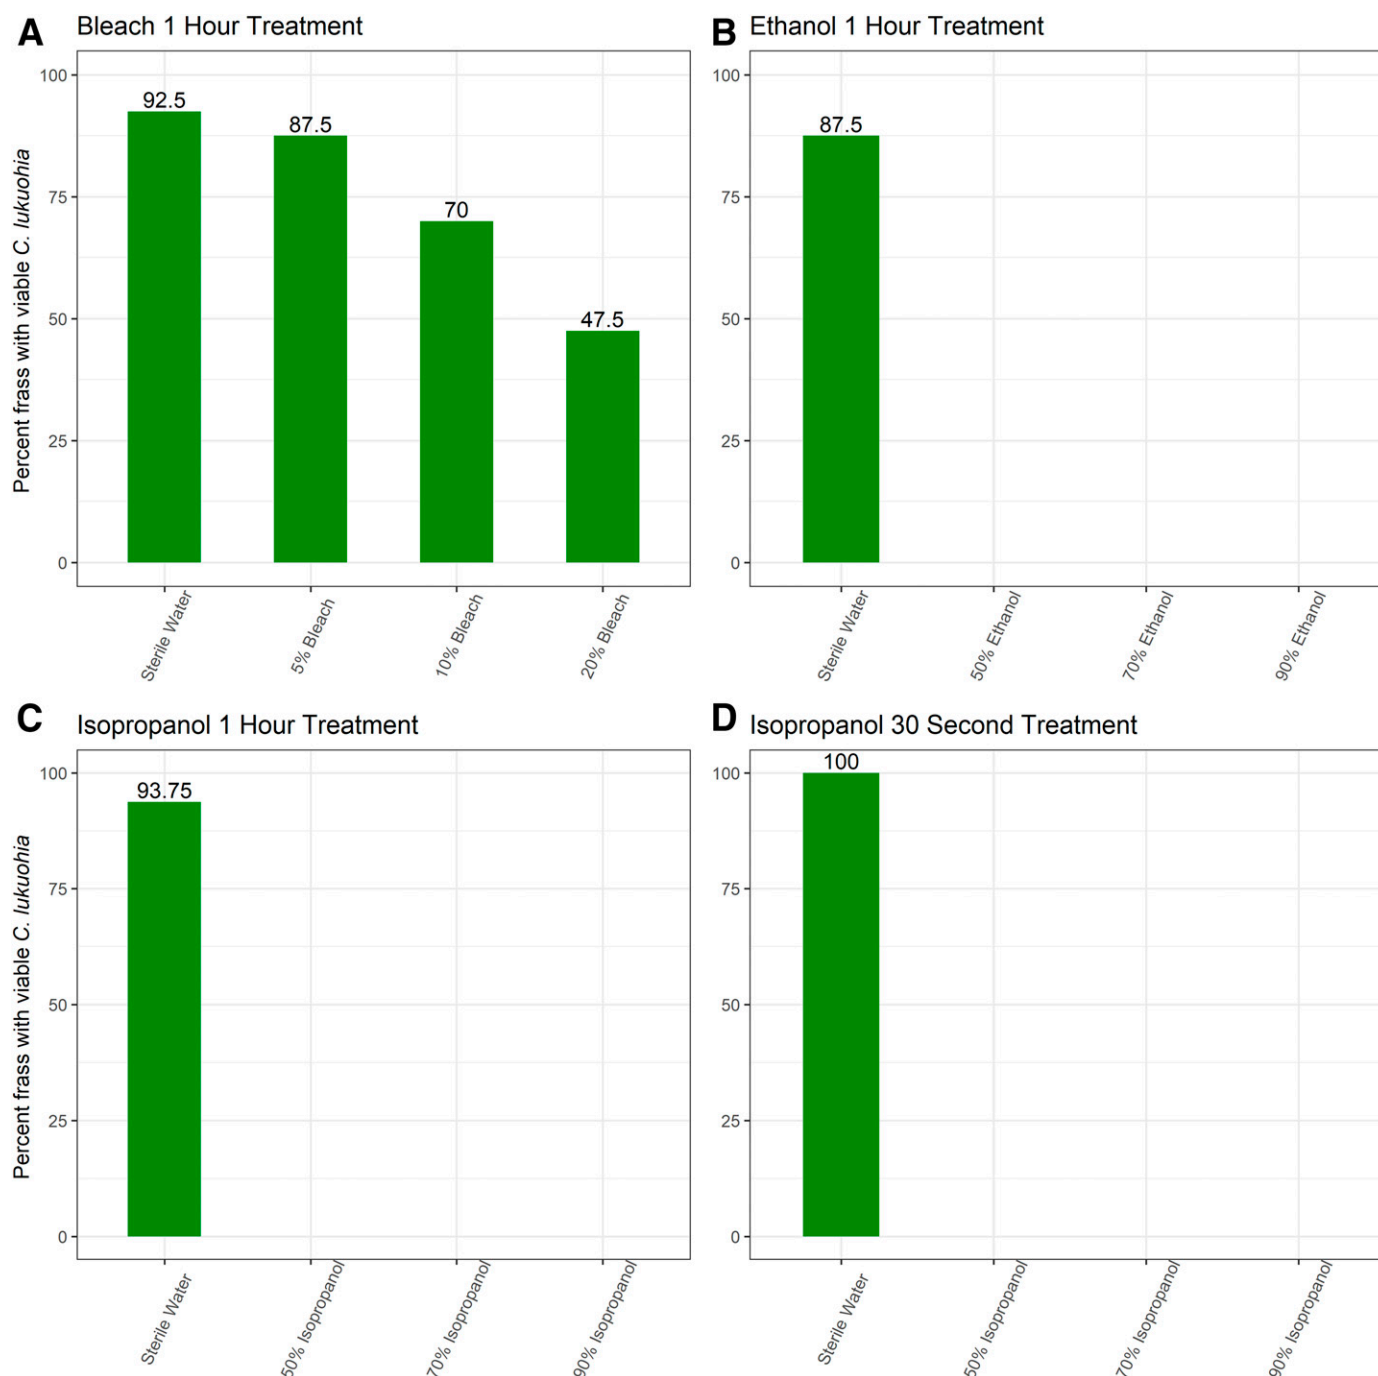 A Bleach 1 Hour Treatment
Percent frass with viable C. lukuohia
100
75
50
25
0
92.5
87.5
70
47.5
Sterile Water
5% Bleach
10% Bleach
20% Bleach
B Ethanol 1 Hour Treatment
100
75
50
25
0
87.5
Sterile Water
50% Ethanol
70% Ethanol
90% Ethanol
C Isopropanol 1 Hour Treatment
Percent frass with viable C. lukuohia
100
75
50
25
0
93.75
Sterile Water
50% Isopropanol
70% Isopropanol
90% Isopropanol
D Isopropanol 30 Second Treatment
100
75
50
25
0
100
Sterile Water
50% Isopropanol
70% Isopropanol
90% Isopropanol